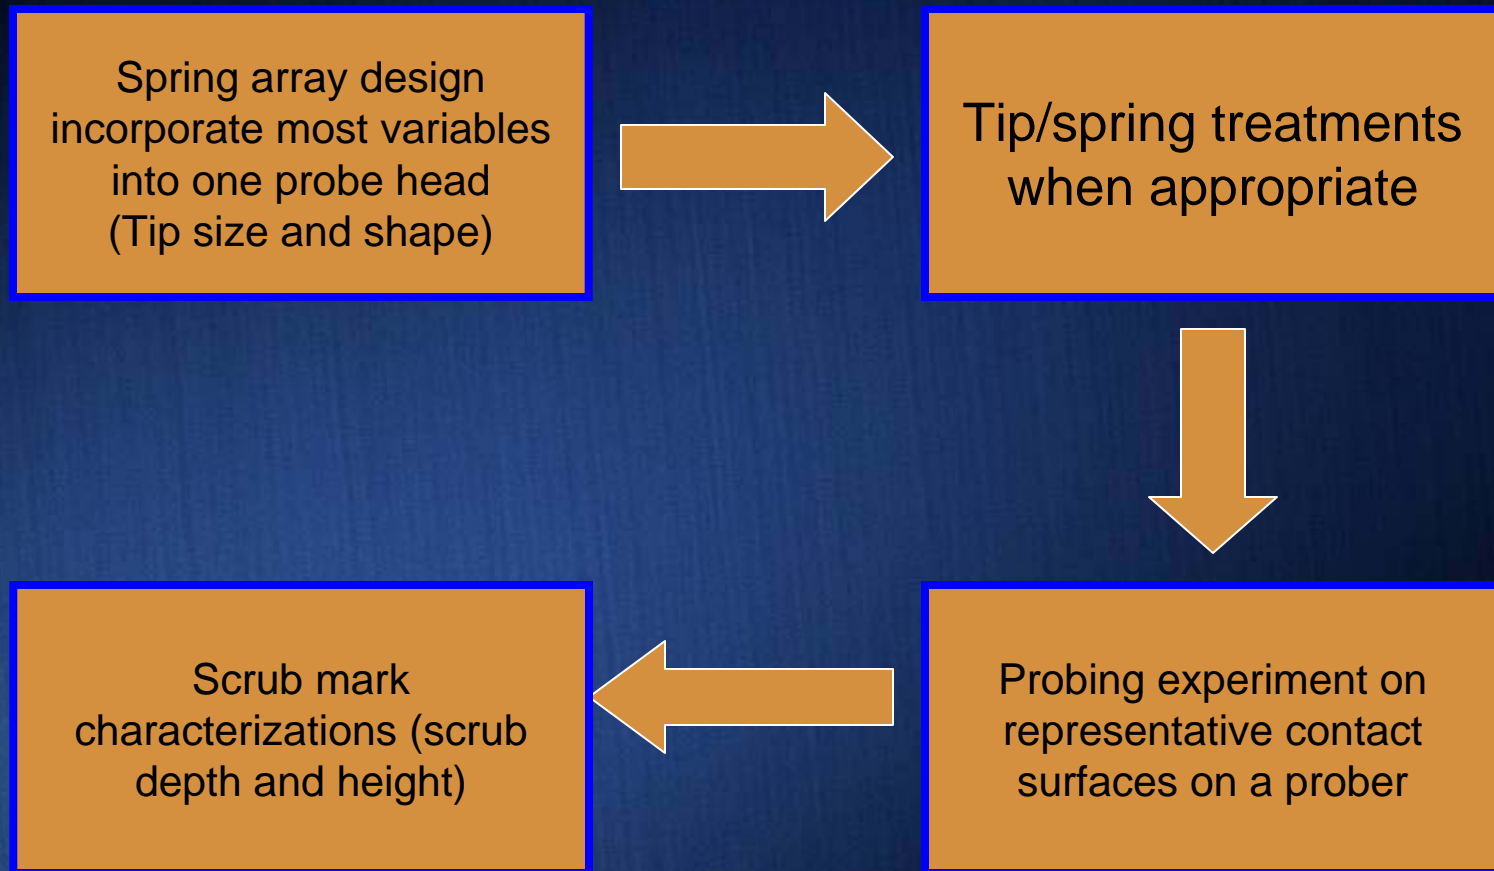 Spring array design
incorporate most variables
into one probe head
(Tip size and shape)
Tip/spring treatments
when appropriate
Probing experiment on
representative contact
surfaces on a prober
Scrub mark
characterizations (scrub
depth and height)